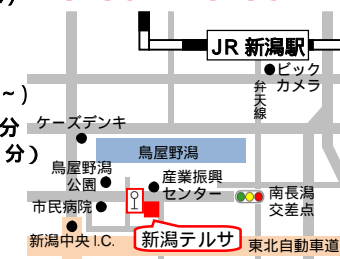 JR 新潟駅
ビック
カメラ
弁天線
~)
分
分)
ケーズデンキ
鳥屋野潟
鳥屋野潟
公園
産業振興
センター
市民病院
南長潟
交差点
新潟中央 I.C.
新潟テルサ
東北自動車道